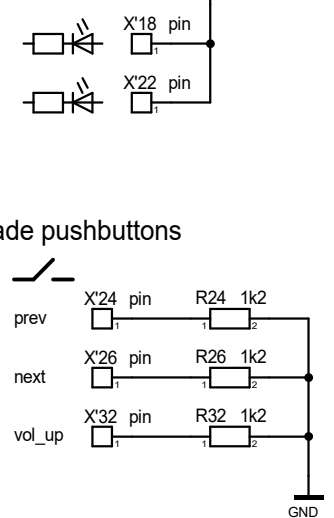 X'18 pin
1
X'22 pin
1
ade pushbuttons
prev X'24 pin R24 1k2
1 1 2
next X'26 pin R26 1k2
1 1 2
vol_up X'32 pin R32 1k2
1 1 2
GND